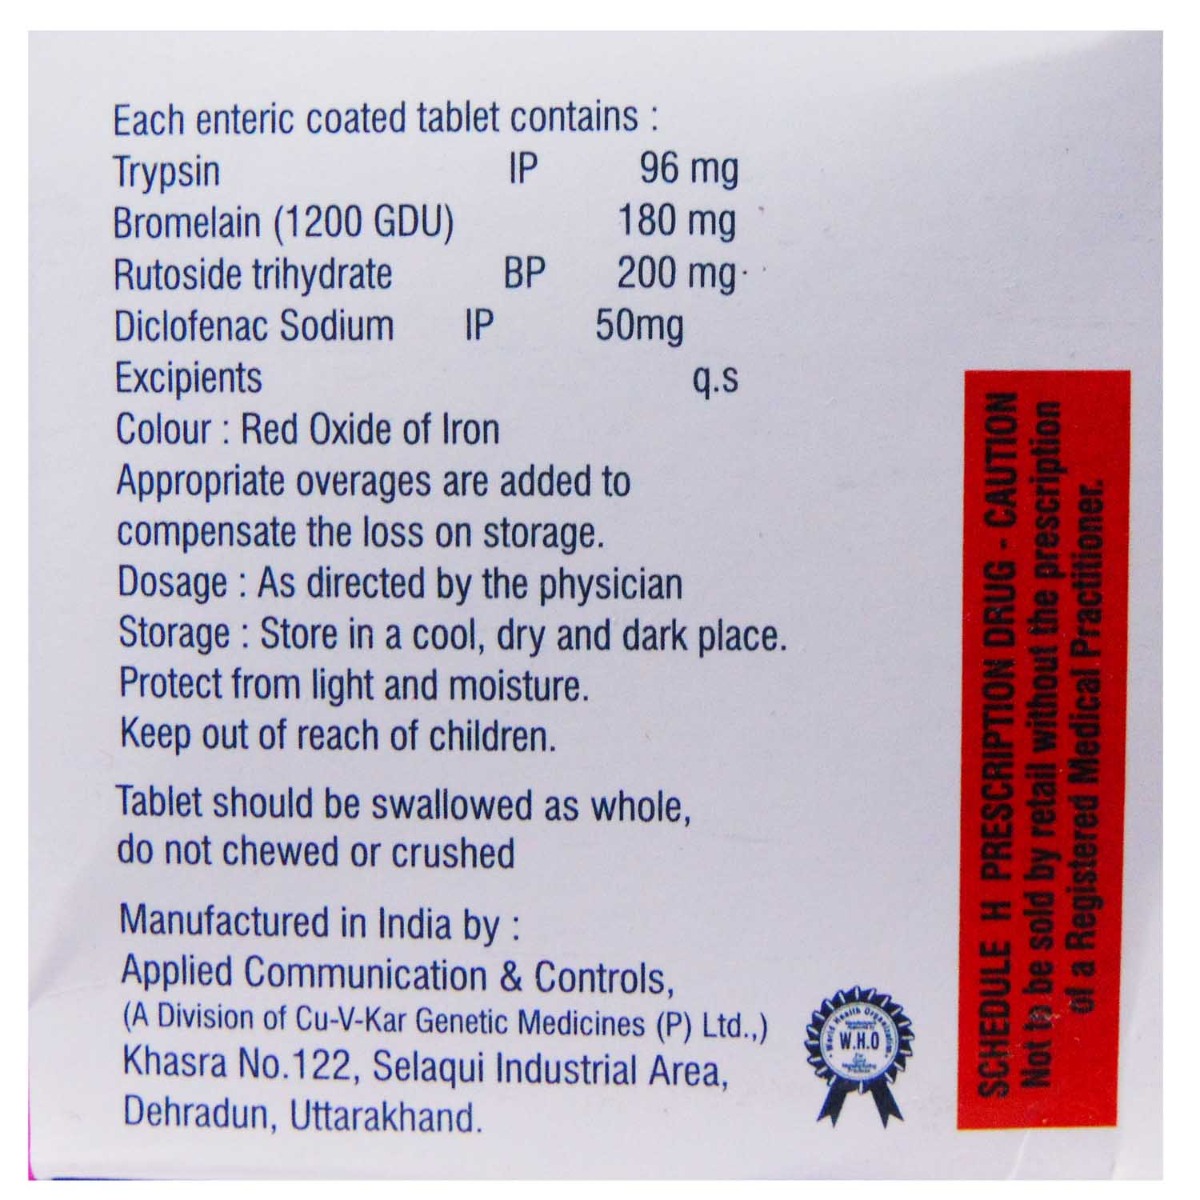 Each enteric coated tablet contains :
Trypsin IP 96 mg
Bromelain (1200 GDU) 180 mg
Rutoside trihydrate BP 200 mg
Diclofenac Sodium IP 50mg
Excipients q.s
Colour : Red Oxide of Iron
Appropriate overages are added to
compensate the loss on storage.
Dosage : As directed by the physician
Storage : Store in a cool, dry and dark place.
Protect from light and moisture.
Keep out of reach of children.
Tablet should be swallowed as whole,
do not chewed or crushed
Manufactured in India by :
Applied Communication & Controls,
(A Division of Cu-V-Kar Genetic Medicines (P) Ltd.,)
Khasra No.122, Selaqui Industrial Area,
Dehradun, Uttarakhand.
World Health Organization
W.H.O
SCHEDULE H PRESCRIPTION DRUG - CAUTION
Not to be sold by retail without the prescription
of a Registered Medical Practitioner.